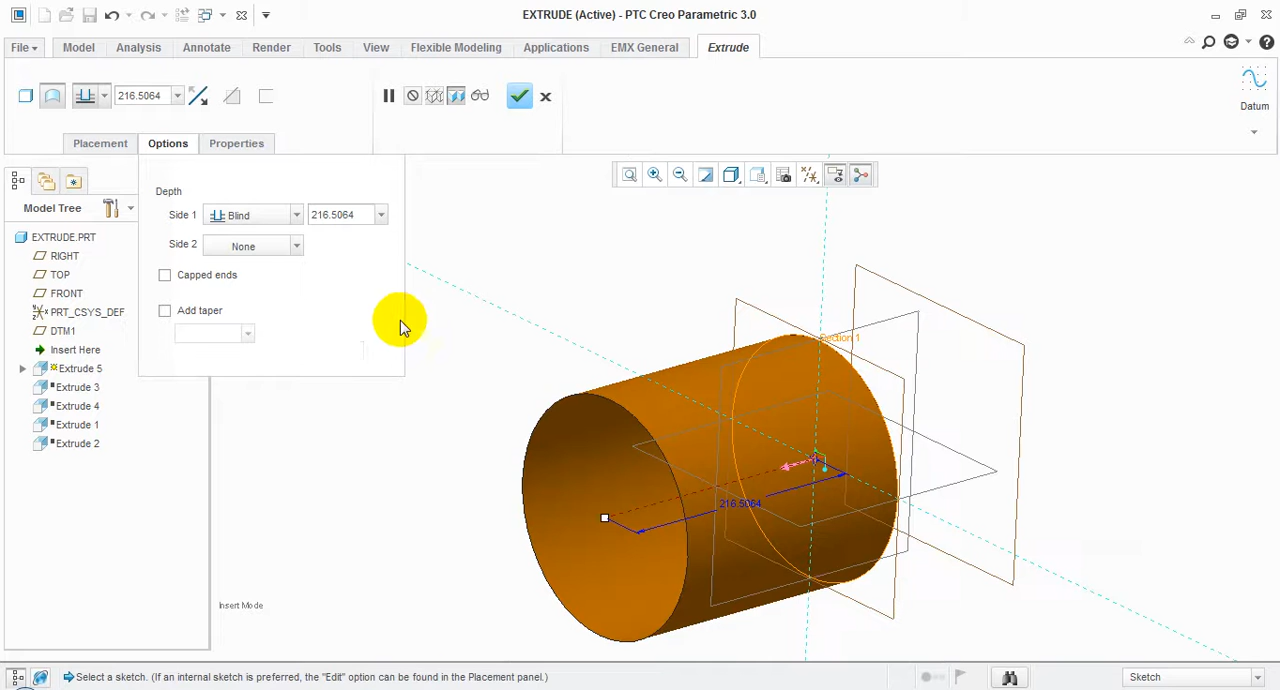 EXTRUDE (Active) - PTC Creo Parametric 3.0
File Model Analysis Annotate Render Tools View Flexible Modeling Applications EMX General Extrude
216.5064
Datum
Placement Options Properties
Model Tree
EXTRUDE.PRT
RIGHT
TOP
FRONT
PRT_CSYS_DEF
DTM1
Insert Here
Extrude 5
Extrude 3
Extrude 4
Extrude 1
Extrude 2
Depth
Side 1 Blind 216.5064
Side 2 None
Capped ends
Add taper
Section 1
216.5064
Insert Mode
Select a sketch. (If an internal sketch is preferred, the "Edit" option can be found in the Placement panel.)
Sketch